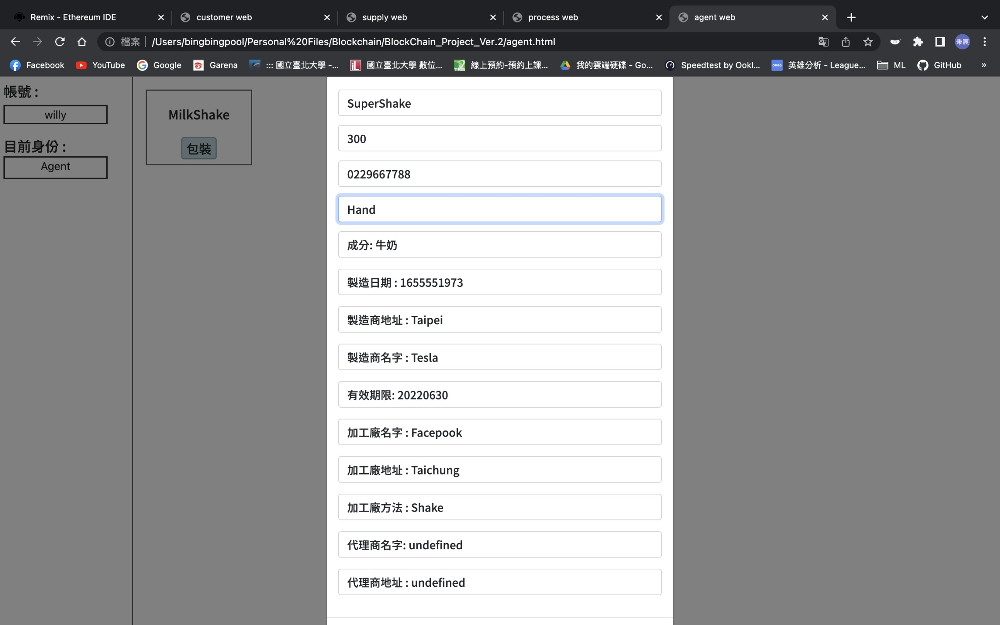 Remix - Ethereum IDE
customer web
supply web
process web
agent web
檔案 /Users/bingbingpool/Personal%20Files/Blockchain/BlockChain_Project_Ver.2/agent.html
秉宸
Facebook
YouTube
Google
Garena
::: 國立臺北大學 -...
國立臺北大學 數位...
線上預約-預約上課...
我的雲端硬碟 - Go...
Speedtest by Ookl...
OP.GG
英雄分析 - League...
ML
GitHub
»
帳號 :
willy
目前身份 :
Agent
MilkShake
包裝
SuperShake
300
0229667788
Hand
成分: 牛奶
製造日期 : 1655551973
製造商地址 : Taipei
製造商名字 : Tesla
有效期限: 20220630
加工廠名字 : Facepook
加工廠地址 : Taichung
加工廠方法 : Shake
代理商名字: undefined
代理商地址 : undefined